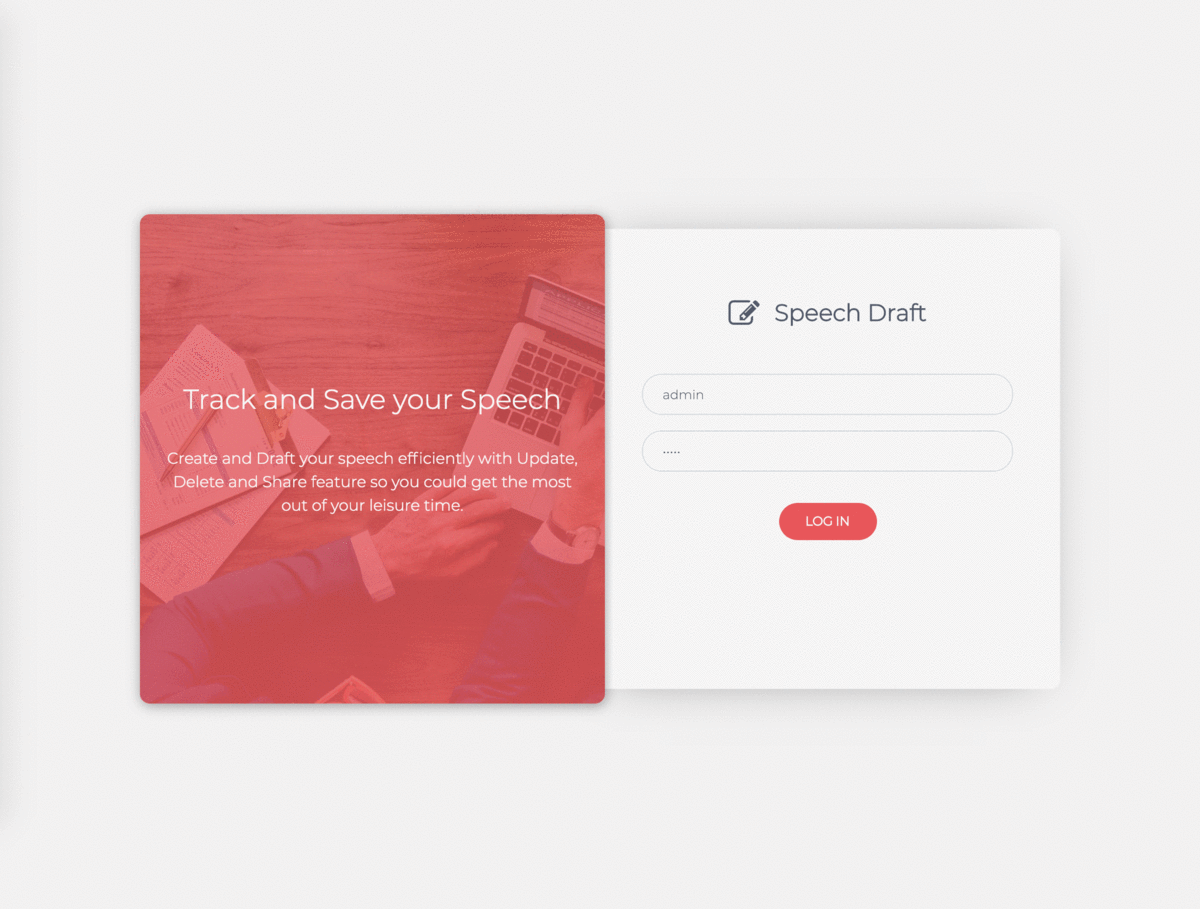 Track and Save your Speech
Create and Draft your speech efficiently with Update,
Delete and Share feature so you could get the most
out of your leisure time.
Speech Draft
admin
•••••
LOG IN